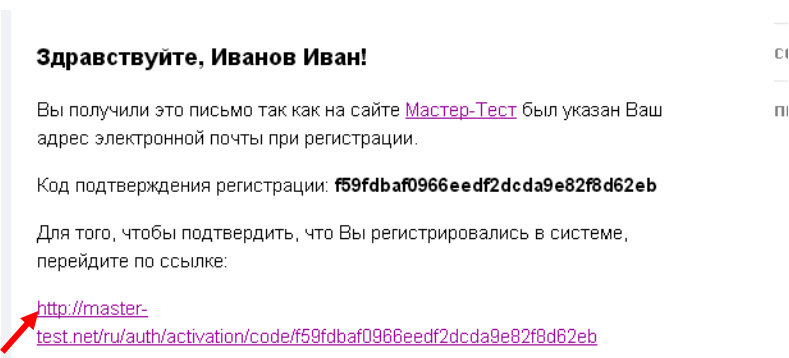 Здравствуйте, Иванов Иван!
Вы получили это письмо так как на сайте Мастер-Тест был указан Ваш
адрес электронной почты при регистрации.
Код подтверждения регистрации: f59fdbaf0966eedf2dcda9e82f8d62eb
Для того, чтобы подтвердить, что Вы регистрировались в системе,
перейдите по ссылке:
http://master-
test.net/ru/auth/activation/code/f59fdbaf0966eedf2dcda9e82f8d62eb